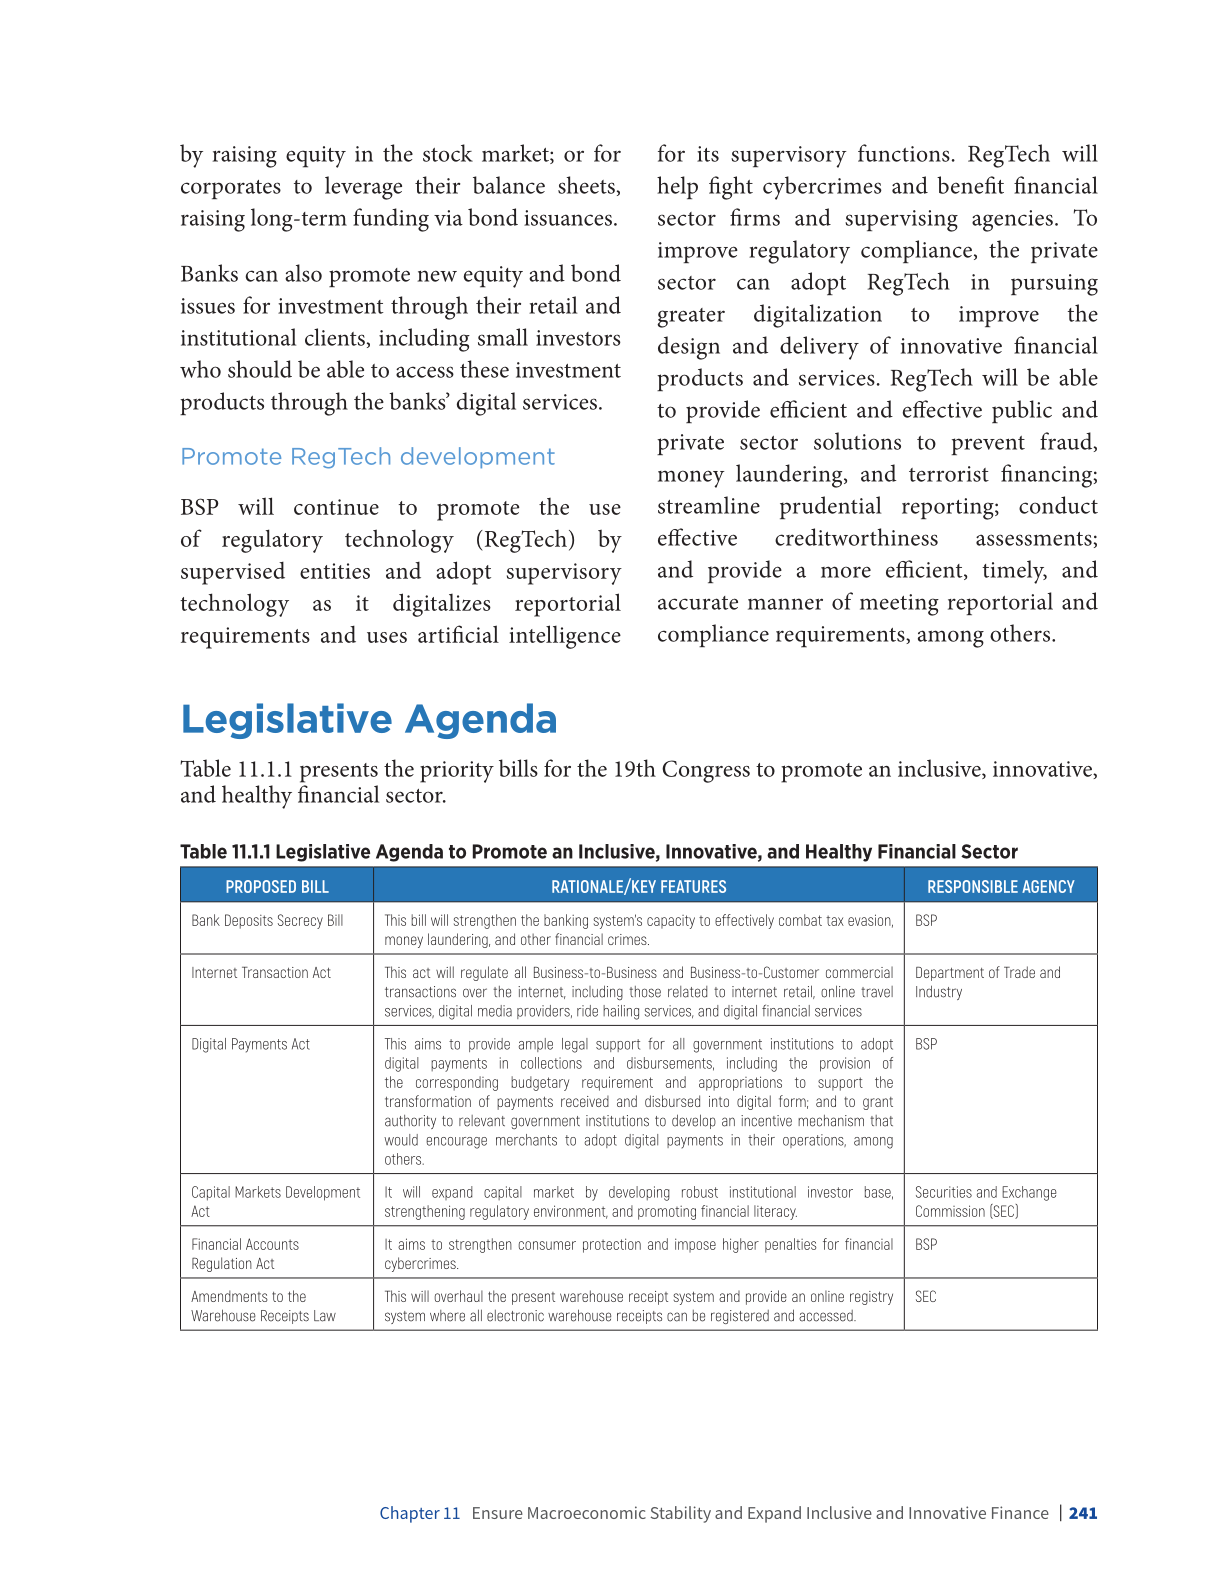 by raising equity in the stock market; or for
corporates to leverage their balance sheets,
raising long-term funding via bond issuances.
Banks can also promote new equity and bond
issues for investment through their retail and
institutional clients, including small investors
who should be able to access these investment
products through the banks’ digital services.
Promote RegTech development
BSP will continue to promote the use
of regulatory technology (RegTech) by
supervised entities and adopt supervisory
technology as it digitalizes reportorial
requirements and uses artificial intelligence
for its supervisory functions. RegTech will
help fight cybercrimes and benefit financial
sector firms and supervising agencies. To
improve regulatory compliance, the private
sector can adopt RegTech in pursuing
greater digitalization to improve the
design and delivery of innovative financial
products and services. RegTech will be able
to provide efficient and effective public and
private sector solutions to prevent fraud,
money laundering, and terrorist financing;
streamline prudential reporting; conduct
effective creditworthiness assessments;
and provide a more efficient, timely, and
accurate manner of meeting reportorial and
compliance requirements, among others.
Legislative Agenda
Table 11.1.1 presents the priority bills for the 19th Congress to promote an inclusive, innovative,
and healthy financial sector.
Table 11.1.1 Legislative Agenda to Promote an Inclusive, Innovative, and Healthy Financial Sector
PROPOSED BILL RATIONALE/KEY FEATURES RESPONSIBLE AGENCY
Bank Deposits Secrecy Bill This bill will strengthen the banking system’s capacity to effectively combat tax evasion, BSP
money laundering, and other financial crimes.
Internet Transaction Act This act will regulate all Business-to-Business and Business-to-Customer commercial Department of Trade and
transactions over the internet, including those related to internet retail, online travel Industry
services, digital media providers, ride hailing services, and digital financial services
Digital Payments Act This aims to provide ample legal support for all government institutions to adopt BSP
digital payments in collections and disbursements, including the provision of
the corresponding budgetary requirement and appropriations to support the
transformation of payments received and disbursed into digital form; and to grant
authority to relevant government institutions to develop an incentive mechanism that
would encourage merchants to adopt digital payments in their operations, among
others.
Capital Markets Development It will expand capital market by developing robust institutional investor base, Securities and Exchange
Act strengthening regulatory environment, and promoting financial literacy. Commission (SEC)
Financial Accounts It aims to strengthen consumer protection and impose higher penalties for financial BSP
Regulation Act cybercrimes.
Amendments to the This will overhaul the present warehouse receipt system and provide an online registry SEC
Warehouse Receipts Law system where all electronic warehouse receipts can be registered and accessed.
Chapter 11 Ensure Macroeconomic Stability and Expand Inclusive and Innovative Finance | 241